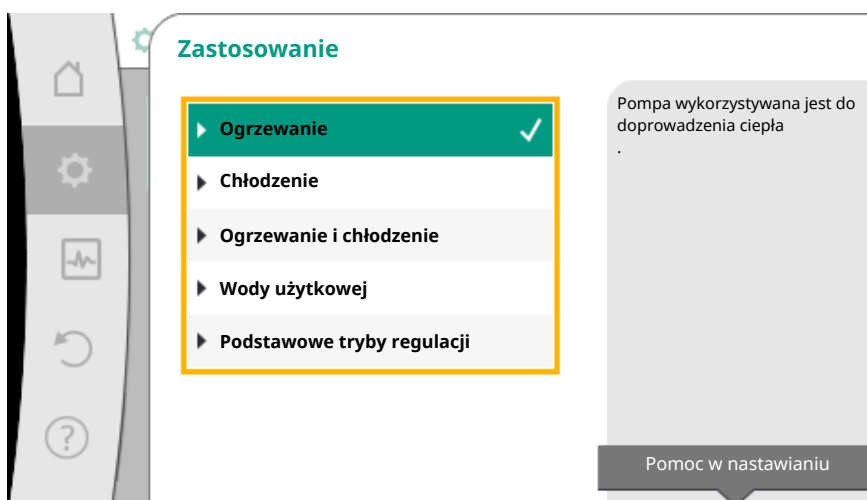 Zastosowanie
Ogrzewanie
Chłodzenie
Ogrzewanie i chłodzenie
Wody użytkowej
Podstawowe tryby regulacji
Pompa wykorzystywana jest do
doprowadzenia ciepła
.
Pomoc w nastawianiu
?